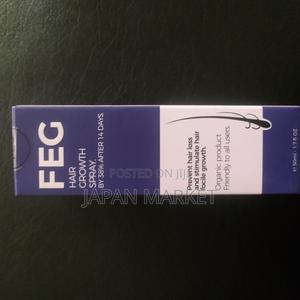 FEG
HAIR
GROWTH
SPRAY.
BY 38% AFTER 14 DAYS.
Prevent hair loss
and stimulate hair
focile growth.
Organic product
Friendly to all users.
POSTED ON JIJI
JAPAN MARKET